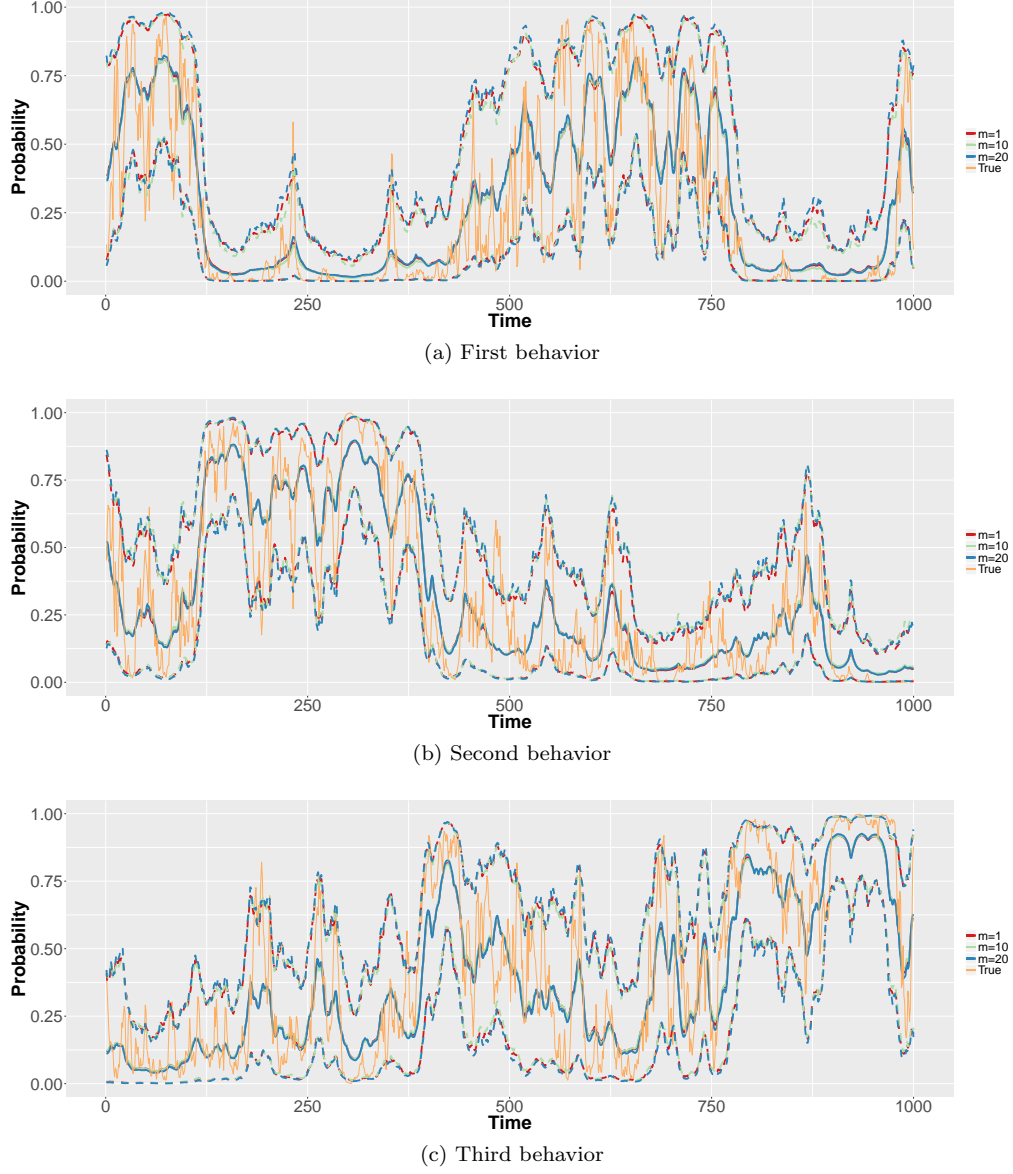 1.00
0.75
0.50
0.25
0.00
Probability
0 250 500 750 1000
Time
m=1
m=10
m=20
True
(a) First behavior
1.00
0.75
0.50
0.25
0.00
Probability
0 250 500 750 1000
Time
m=1
m=10
m=20
True
(b) Second behavior
1.00
0.75
0.50
0.25
0.00
Probability
0 250 500 750 1000
Time
m=1
m=10
m=20
True
(c) Third behavior